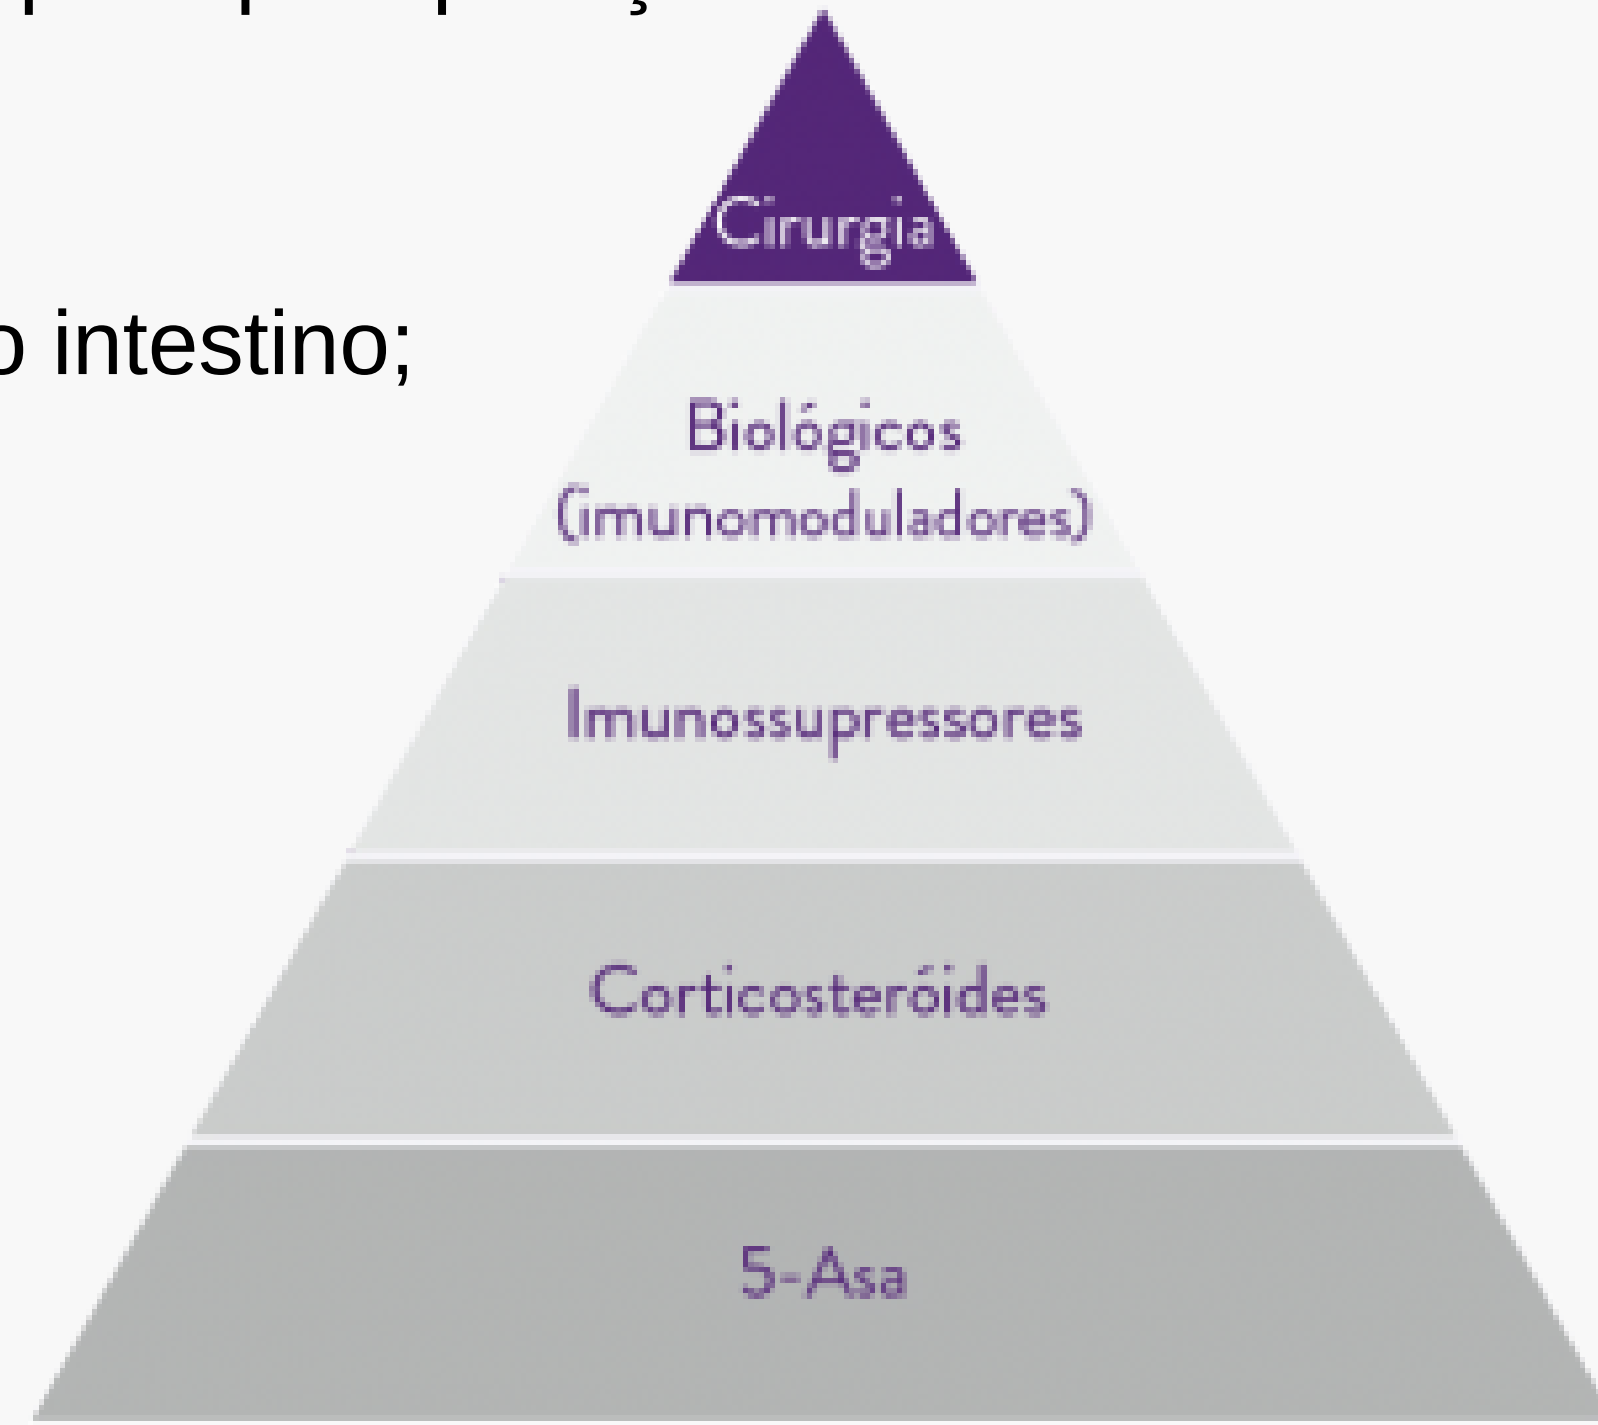 Cirurgia
o intestino;
Biológicos
(imunomoduladores)
Imunossupressores
Corticosteróides
5-Asa